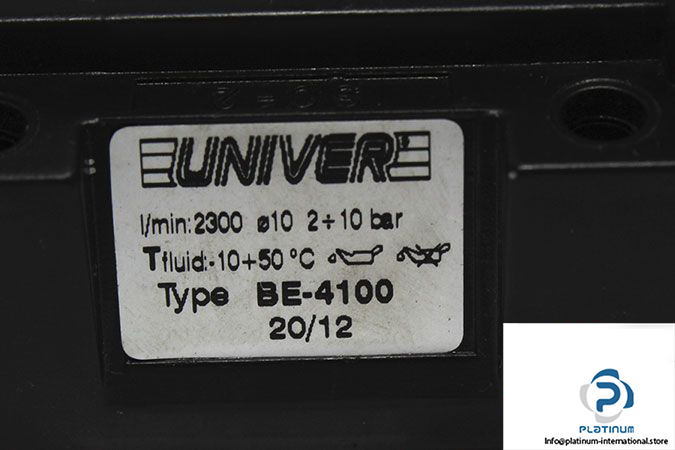 UNIVER
l/min:2300 ø10 2÷10 bar
Tfluid:-10+50 °C
Type BE-4100
20/12
PLATINUM
Info@platinum-international.store